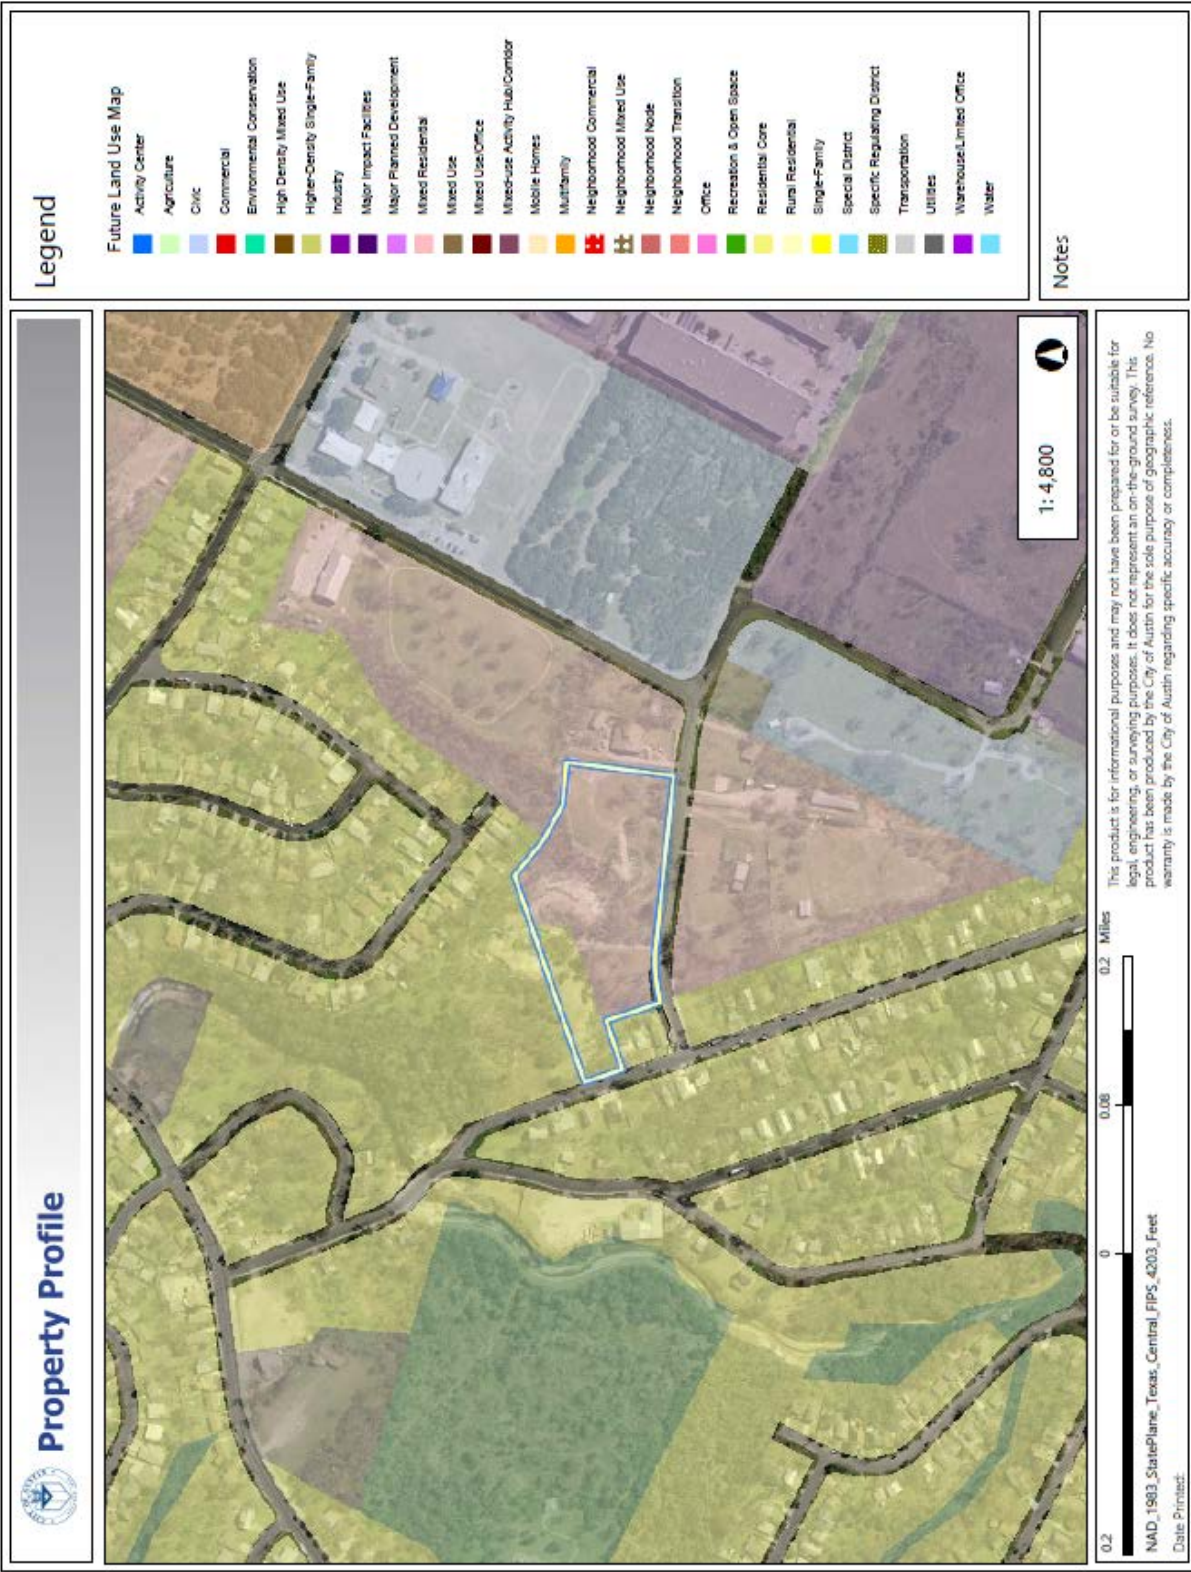 Property Profile
Legend
Future Land Use Map
Activity Center
Agriculture
Civic
Commercial
Environmental Conservation
High Density Mixed Use
Higher-Density Single-Family
Industry
Major Impact Facilities
Major Planned Development
Mixed Residential
Mixed Use
Mixed Use/Office
Mixed-use Activity Hub/Corridor
Mobile Homes
Multifamily
Neighborhood Commercial
Neighborhood Mixed Use
Neighborhood Node
Neighborhood Transition
Office
Recreation & Open Space
Residential Core
Rural Residential
Single-Family
Special District
Specific Regulating District
Transportation
Utilities
Warehouse/Limited Office
Water
1: 4,800
Notes
0.2 0 0.08 0.2 Miles
NAD_1983_StatePlane_Texas_Central_FIPS_4203_Feet
Date Printed:
This product is for informational purposes and may not have been prepared for or be suitable for
legal, engineering, or surveying purposes. It does not represent an on-the-ground survey. This
product has been produced by the City of Austin for the sole purpose of geographic reference. No
warranty is made by the City of Austin regarding specific accuracy or completeness.